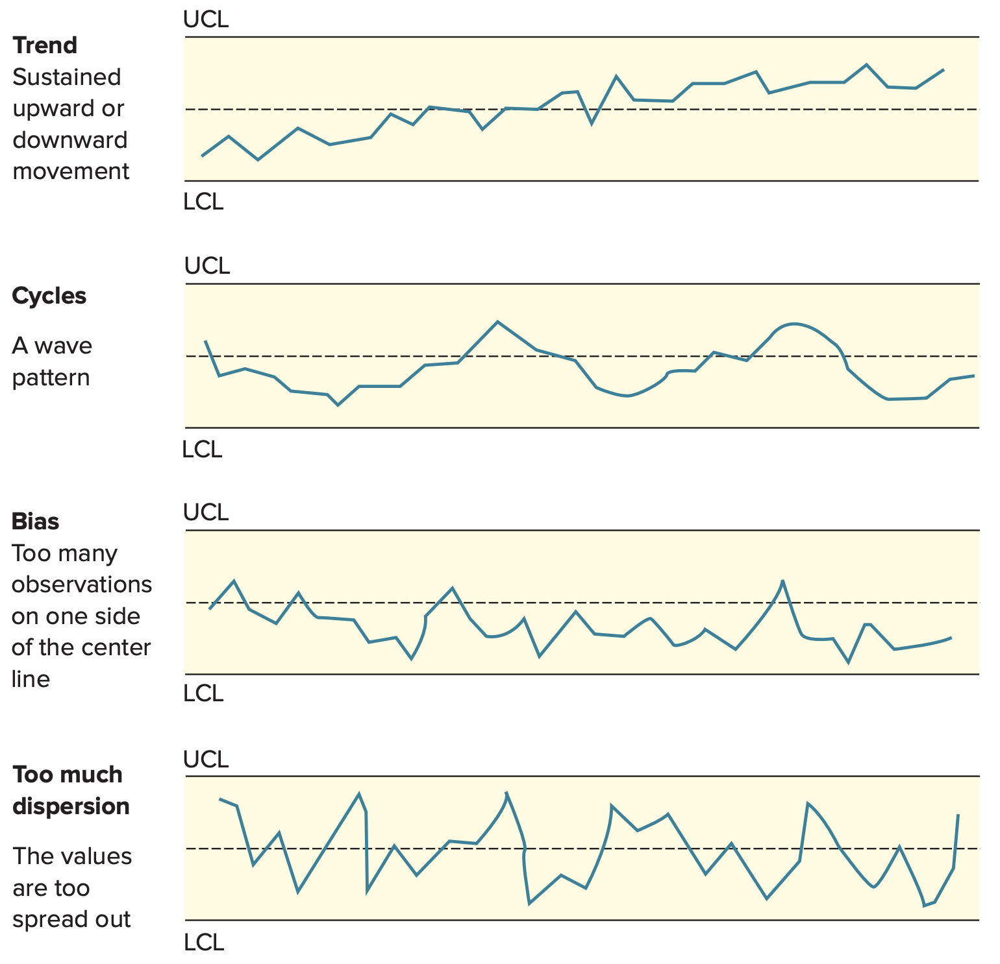 UCL
Trend
Sustained
upward or
downward
movement
LCL
UCL
Cycles
A wave
pattern
LCL
UCL
Bias
Too many
observations
on one side
of the center
line
LCL
UCL
Too much
dispersion
The values
are too
spread out
LCL